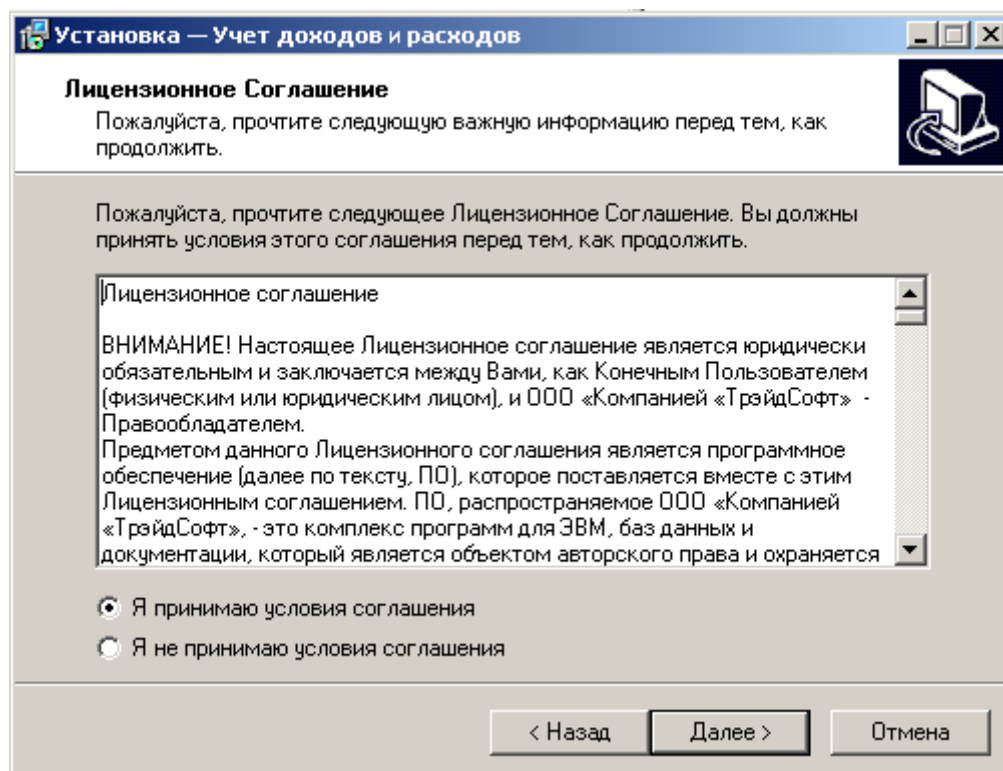 Установка — Учет доходов и расходов
Лицензионное Соглашение
Пожалуйста, прочтите следующую важную информацию перед тем, как
продолжить.
Пожалуйста, прочтите следующее Лицензионное Соглашение. Вы должны
принять условия этого соглашения перед тем, как продолжить.
Лицензионное соглашение
ВНИМАНИЕ! Настоящее Лицензионное соглашение является юридически
обязательным и заключается между Вами, как Конечным Пользователем
(физическим или юридическим лицом), и ООО «Компанией «ТрэйдСофт» -
Правообладателем.
Предметом данного Лицензионного соглашения является программное
обеспечение (далее по тексту, ПО), которое поставляется вместе с этим
Лицензионным соглашением. ПО, распространяемое ООО «Компанией
«ТрэйдСофт», - это комплекс программ для ЭВМ, баз данных и
документации, который является объектом авторского права и охраняется
Я принимаю условия соглашения
Я не принимаю условия соглашения
< Назад
Далее >
Отмена